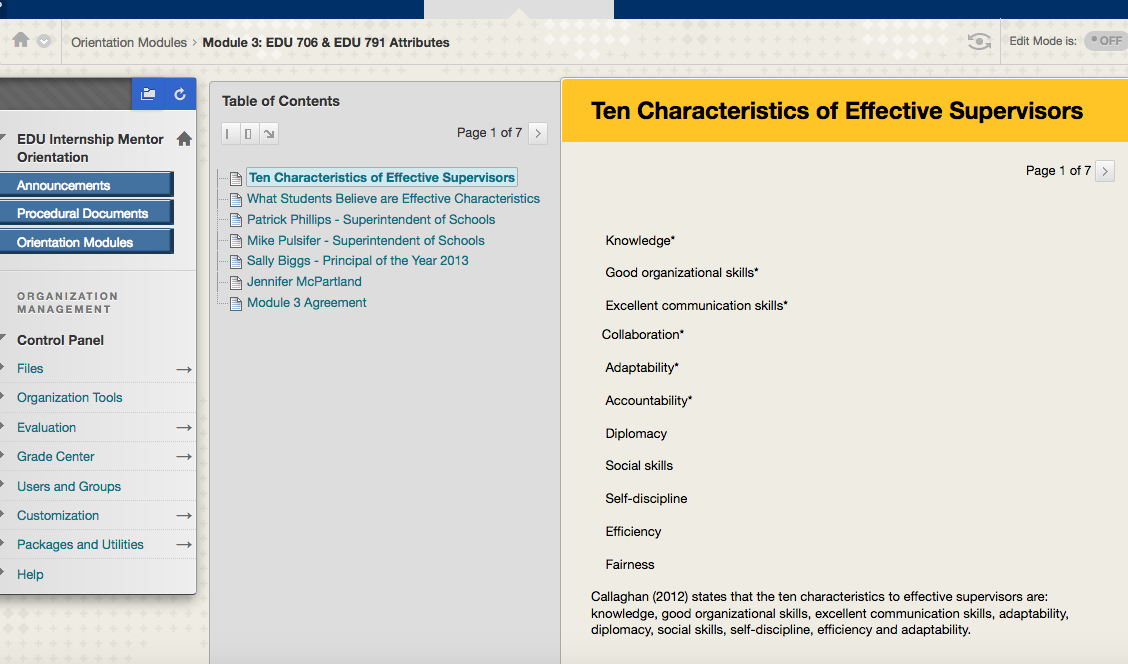 Orientation Modules > Module 3: EDU 706 & EDU 791 Attributes
Edit Mode is:
OFF
EDU Internship Mentor
Orientation
Announcements
Procedural Documents
Orientation Modules
ORGANIZATION
MANAGEMENT
Control Panel
Files
Organization Tools
Evaluation
Grade Center
Users and Groups
Customization
Packages and Utilities
Help
Table of Contents
Page 1 of 7
Ten Characteristics of Effective Supervisors
What Students Believe are Effective Characteristics
Patrick Phillips - Superintendent of Schools
Mike Pulsifer - Superintendent of Schools
Sally Biggs - Principal of the Year 2013
Jennifer McPartland
Module 3 Agreement
Ten Characteristics of Effective Supervisors
Page 1 of 7
Knowledge*
Good organizational skills*
Excellent communication skills*
Collaboration*
Adaptability*
Accountability*
Diplomacy
Social skills
Self-discipline
Efficiency
Fairness
Callaghan (2012) states that the ten characteristics to effective supervisors are:
knowledge, good organizational skills, excellent communication skills, adaptability,
diplomacy, social skills, self-discipline, efficiency and adaptability.